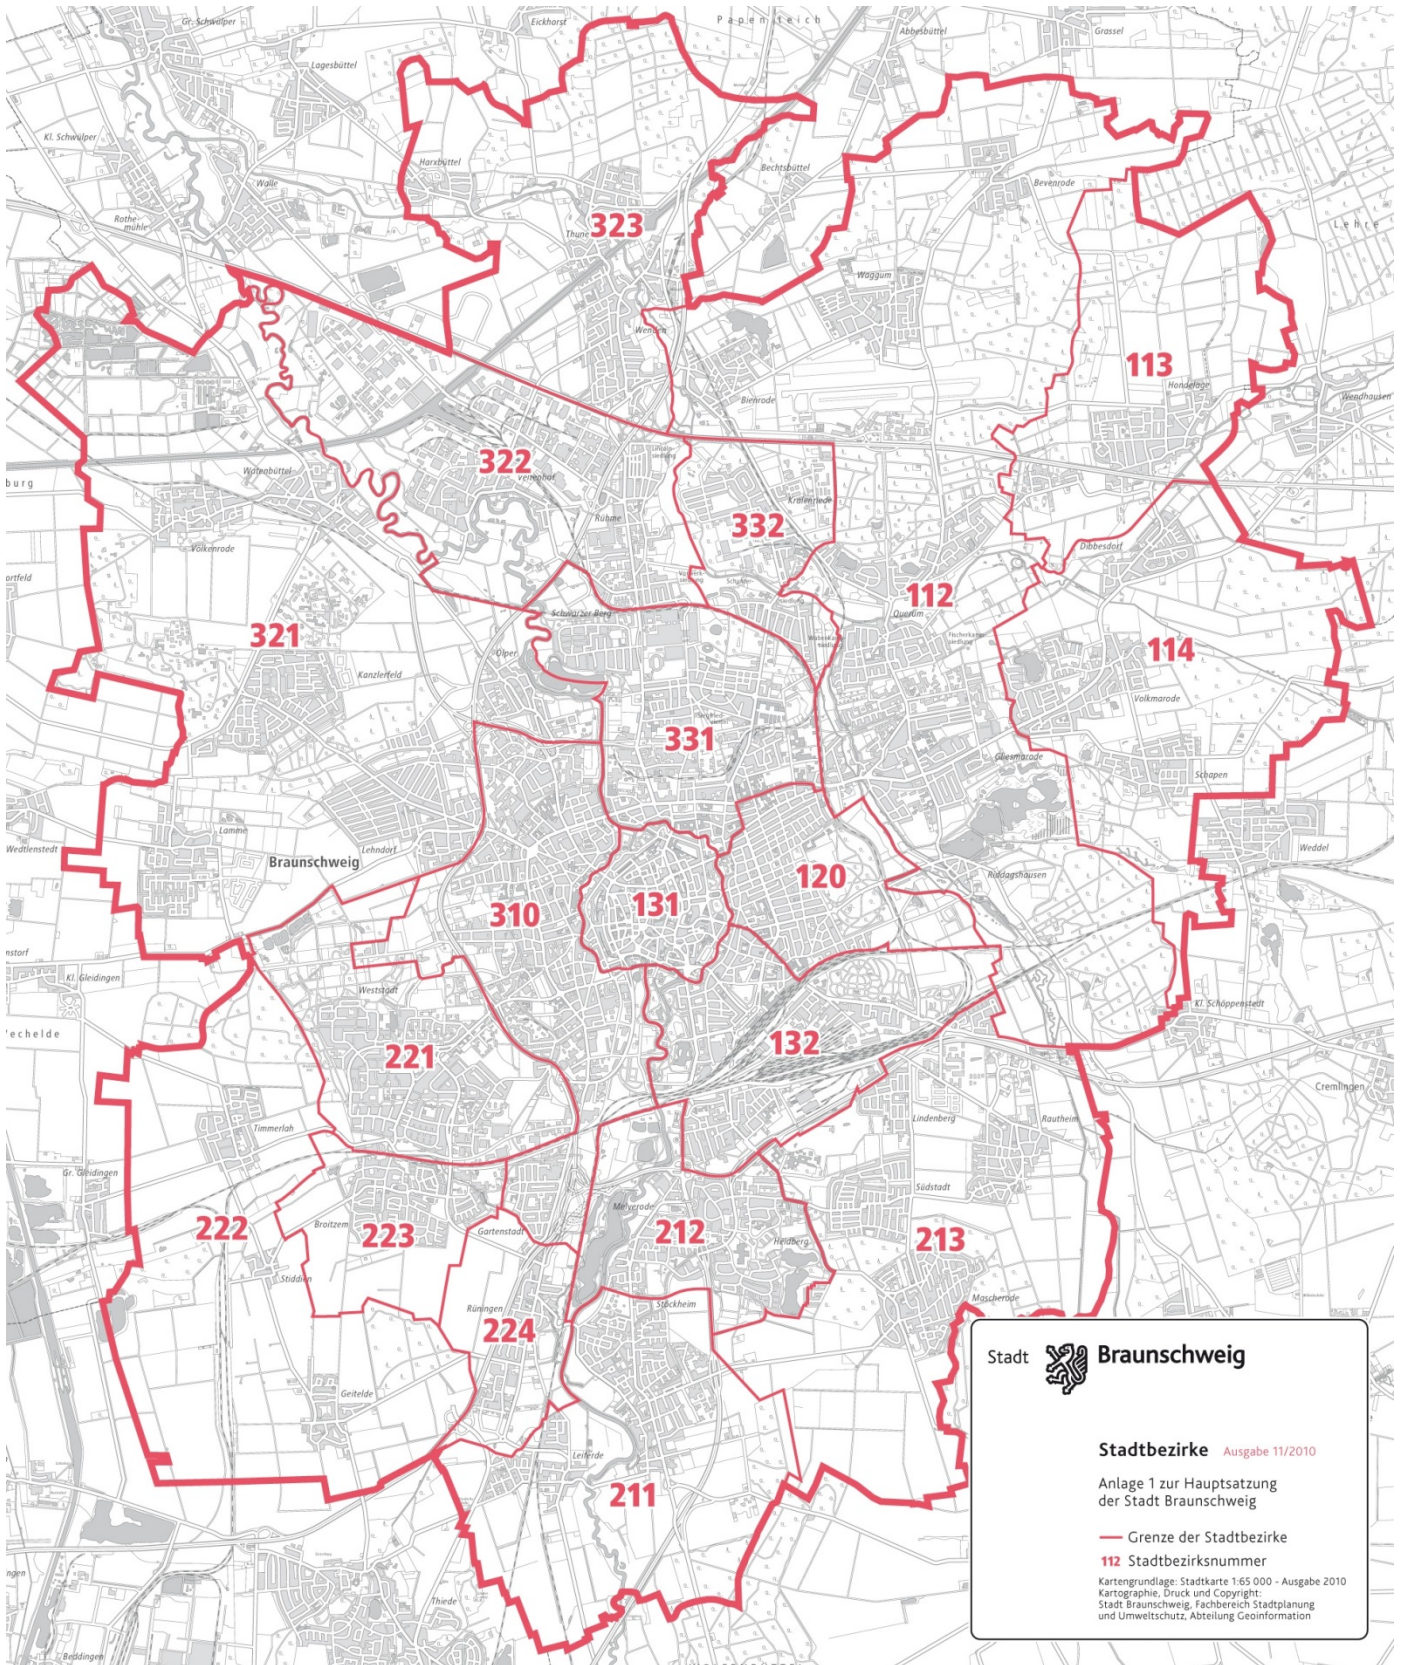 Gr. Schwülper
Eickhorst
Papenteich
Abbesbüttel
Grassel
Lagesbüttel
Kl. Schwülper
Harxbüttel
Bechtsbüttel
Walle
Bevenrode
Rothe-
mühle
323
Thune
Lehre
Waggum
Wenden
113
Hondelage
Bienrode
Wendhausen
322
Veltenhof
Watenbüttel
burg
Kralenriede
Rühme
332
Völkenrode
Dibbesdorf
ortfeld
112
Schwarzer Berg
Querum
321
Ölper
114
Kanzlerfeld
Volkmarode
331
Gliesmarode
Schapen
Lamme
Wedtlenstedt
Lehndorf
Weddel
Braunschweig
120
Riddagshausen
131
310
nstorf
Kl. Gleidingen
Weststadt
Kl. Schöppenstedt
Vechelde
132
221
Cremlingen
Lindenberg
Rautheim
Timmerlah
Gr. Gleidingen
Südstadt
Melverode
Broitzem
222
223
Gartenstadt
212
Heidberg
213
Stiddien
Mascherode
Rüningen
Stöckheim
224
Stadt Braunschweig
Geitelde
Stadtbezirke Ausgabe 11/2010
Leiferde
Anlage 1 zur Hauptsatzung
der Stadt Braunschweig
211
Grenze der Stadtbezirke
112 Stadtbezirksnummer
Kartengrundlage: Stadtkarte 1:65 000 - Ausgabe 2010
Kartographie, Druck und Copyright:
Stadt Braunschweig, Fachbereich Stadtplanung
und Umweltschutz, Abteilung Geoinformation
Thiede
Beddingen